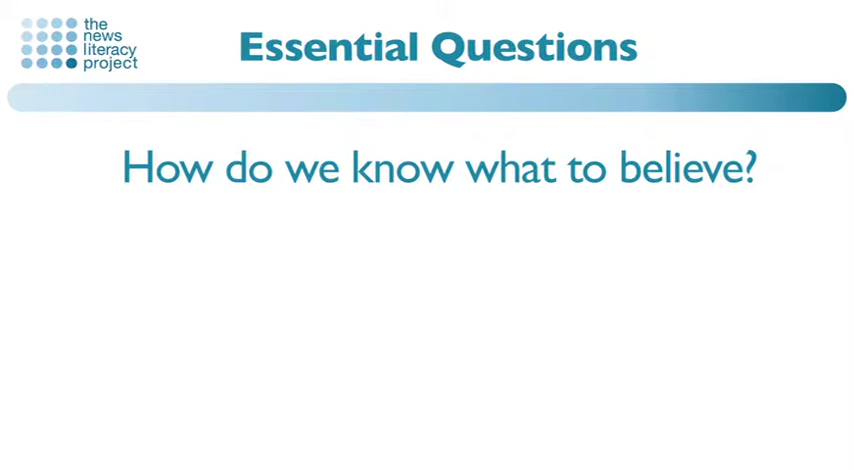 the
news
literacy
project
Essential Questions
How do we know what to believe?